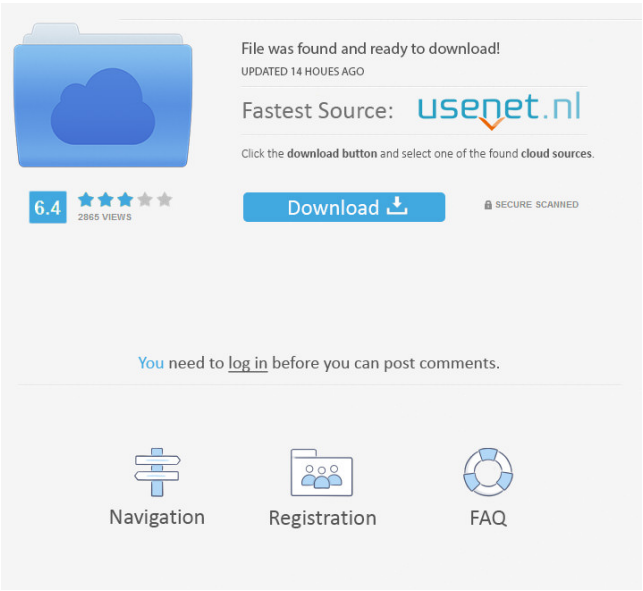 File was found and ready to download!
UPDATED 14 HOUES AGO
Fastest Source: usenet.nl
Click the download button and select one of the found cloud sources.
6.4
2865 VIEWS
Download
SECURE SCANNED
You need to log in before you can post comments.
Navigation
Registration
FAQ